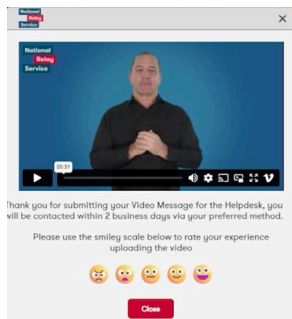 National
Relay
Service
National
Relay
Service
00:31
Thank you for submitting your Video Message for the Helpdesk, you
will be contacted within 2 business days via your preferred method.
Please use the smiley scale below to rate your experience
uploading the video
Close